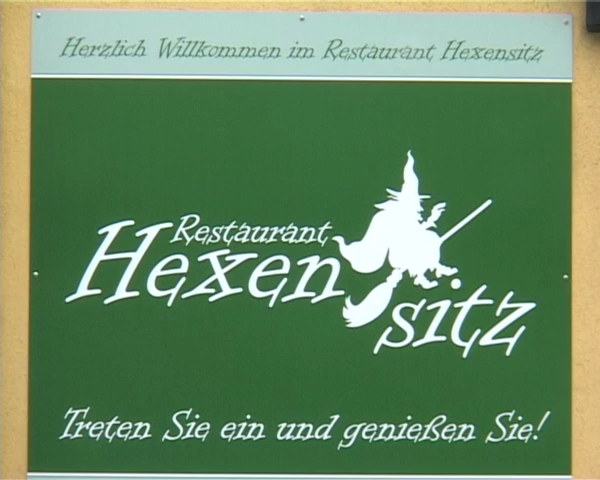 Herzlich Willkommen im Restaurant Hexensitz
Restaurant
Hexen
sitz
Treten Sie ein und genießen Sie!